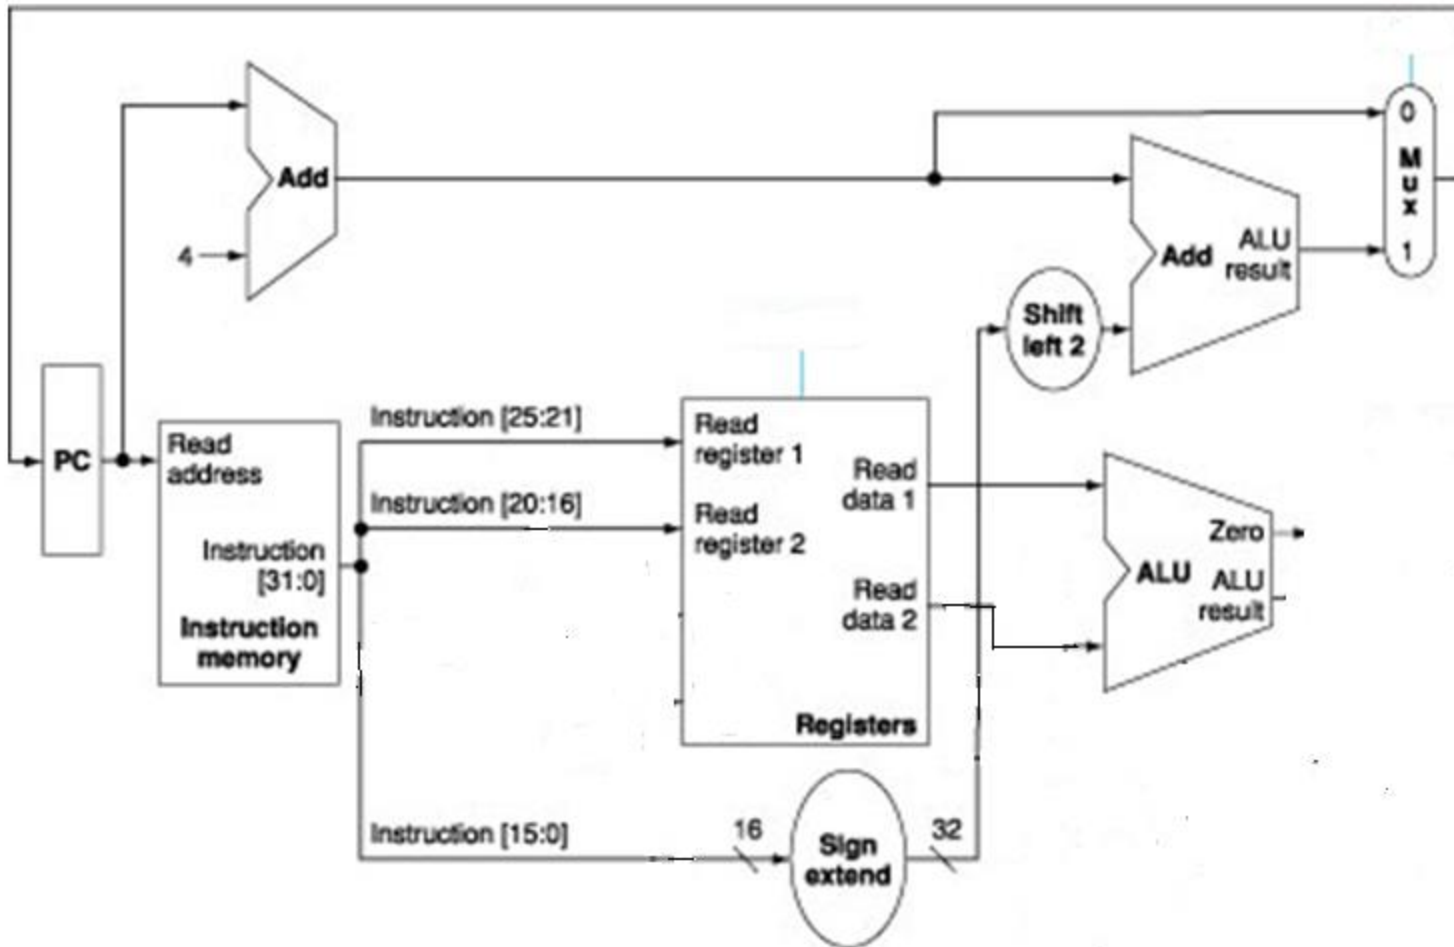 0
M
u
x
1
Add
4
Add
ALU
result
Shift
left 2
PC
Read
address
Instruction
[31:0]
Instruction
memory
Instruction [25:21]
Instruction [20:16]
Instruction [15:0]
Read
register 1
Read
register 2
Read
data 1
Read
data 2
Registers
Zero
ALU
ALU
result
16
Sign
extend
32